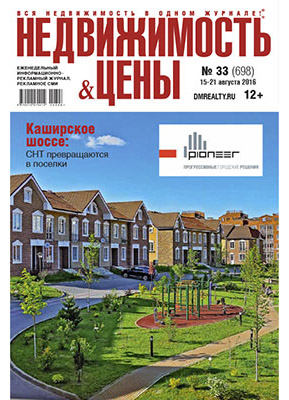 ВСЯ НЕДВИЖИМОСТЬ В ОДНОМ ЖУРНАЛЕ!
НЕДВИЖИМОСТЬ
&ЦЕНЫ
ЕЖЕНЕДЕЛЬНЫЙ
ИНФОРМАЦИОННО-
РЕКЛАМНЫЙ ЖУРНАЛ.
РЕКЛАМНОЕ СМИ
№ 33 (698)
15-21 августа 2016
DMREALTY.RU 12+
Каширское
шоссе:
СНТ превращаются
в поселки
pioneer
ПРОГРЕССИВНЫЕ ГОРОДСКИЕ РЕШЕНИЯ